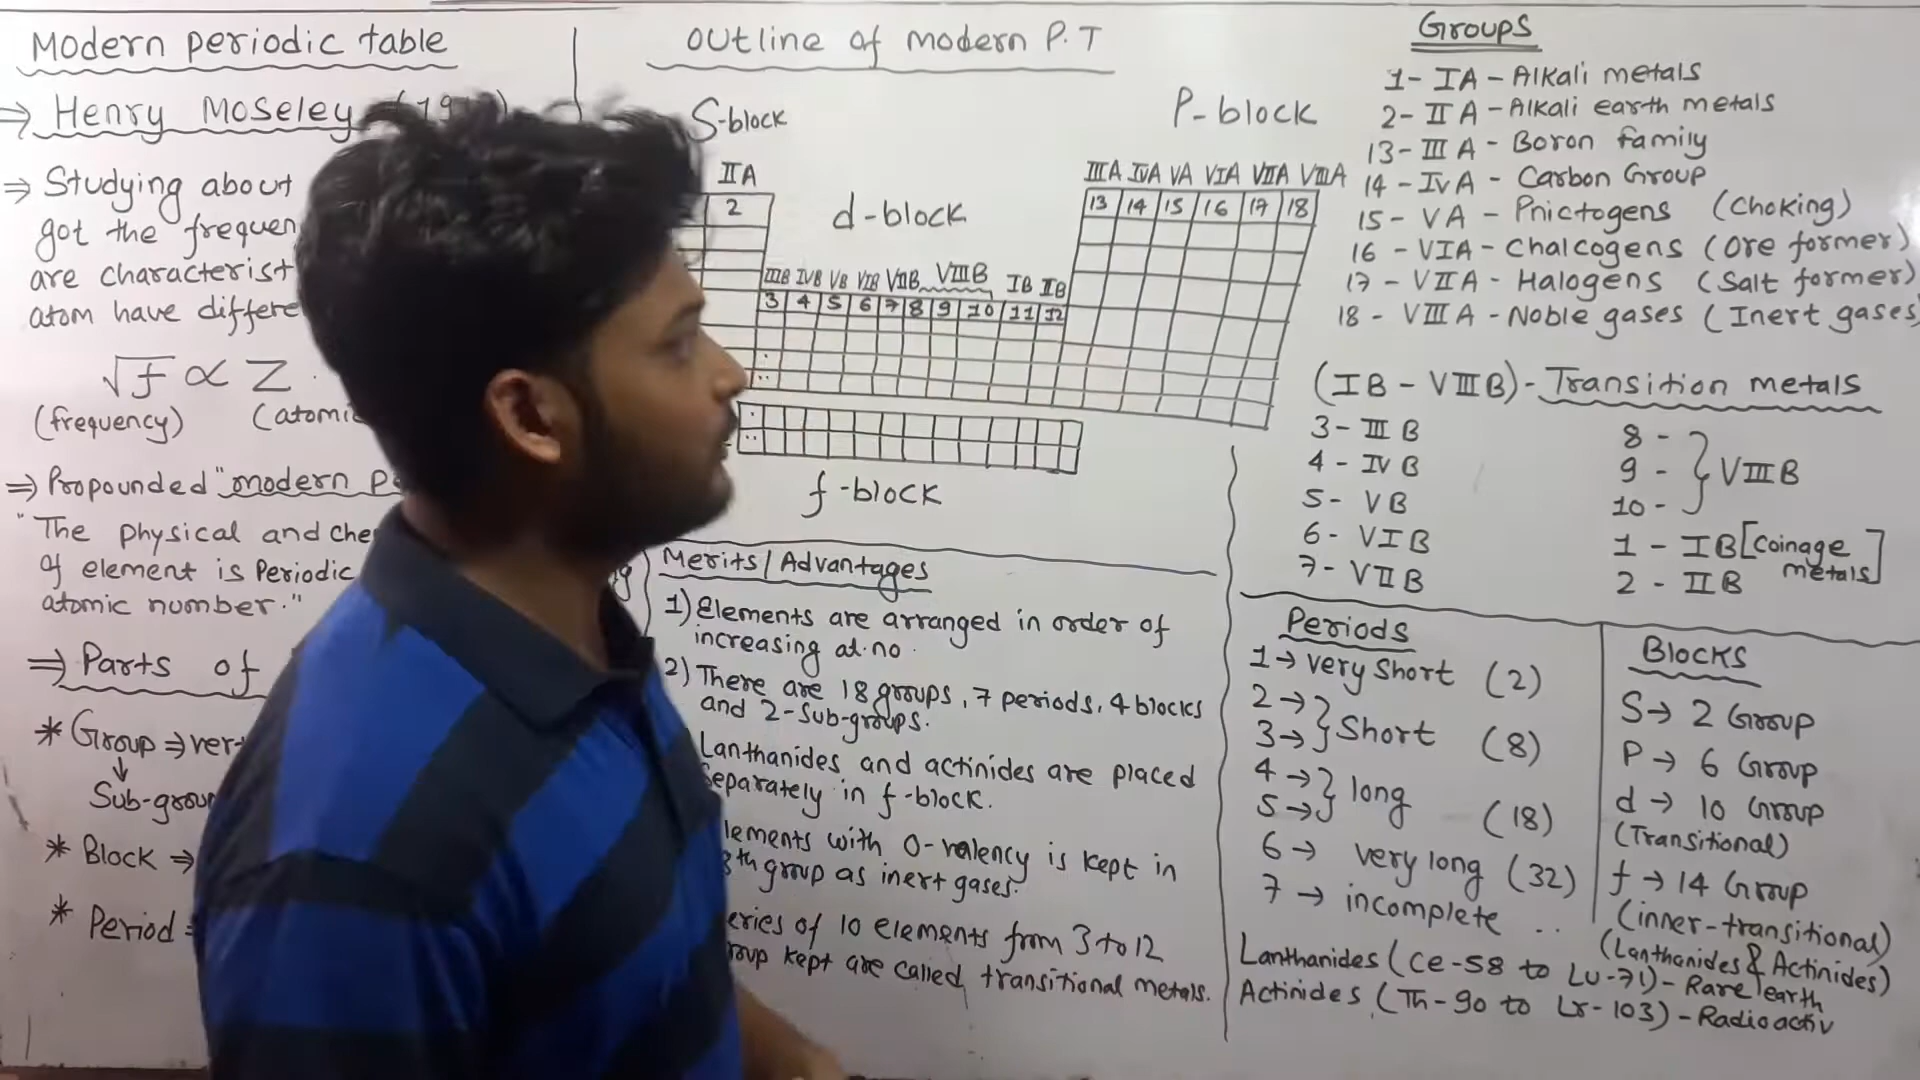 Modern periodic table
⇒ Henry Moseley (19
⇒ Studying about
got the frequen
are characterist
atom have differe
√f ∝ Z
(frequency) (atomic
⇒ Propounded "modern p
"The physical and che
of element is Periodic
atomic number."
⇒ Parts of
* Group ⇒ ver
↓
Sub-group
* Block ⇒
* Period =
outline of modern P.T
S-block
P-block
IIA
IIIA IVA VA VIA VIIA VIIIA
2
13 14 15 16 17 18
d-block
IIIB IVB VB VIB VIIB VIIIB IB IIB
3 4 5 6 7 8 9 10 11 12
f-block
Merits/Advantages
1) Elements are arranged in order of
increasing at.no.
2) There are 18 groups, 7 periods, 4 blocks
and 2-sub-groups.
Lanthanides and actinides are placed
separately in f-block.
lements with 0-valency is kept in
8th group as inert gases.
eries of 10 elements from 3 to 12
roup kept are called transitional metals.
Groups
1- IA - Alkali metals
2- IIA - Alkali earth metals
13- IIIA - Boron family
14 - IVA - Carbon Group
15 - VA - Pnictogens (Choking)
16 - VIA - Chalcogens (Ore former)
17 - VIIA - Halogens (Salt former)
18 - VIIIA - Noble gases (Inert gases
(IB - VIIIB) - Transition metals
3- IIIB
4 - IVB
5- VB
6- VIB
7- VIIB
8 -
9 - } VIIIB
10 -
1 - IB [Coinage
metals]
2 - IIB
Periods
1→ very short (2)
2→
3→ } Short (8)
4→
5→ } long (18)
6→ very long (32)
7→ incomplete ..
Blocks
S→ 2 Group
P→ 6 Group
d→ 10 Group
(Transitional)
f→ 14 Group
(inner-transitional)
(Lanthanides & Actinides)
Lanthanides (Ce-58 to Lu-71) - Rare earth
Actinides (Th-90 to Lr-103) - Radioactiv